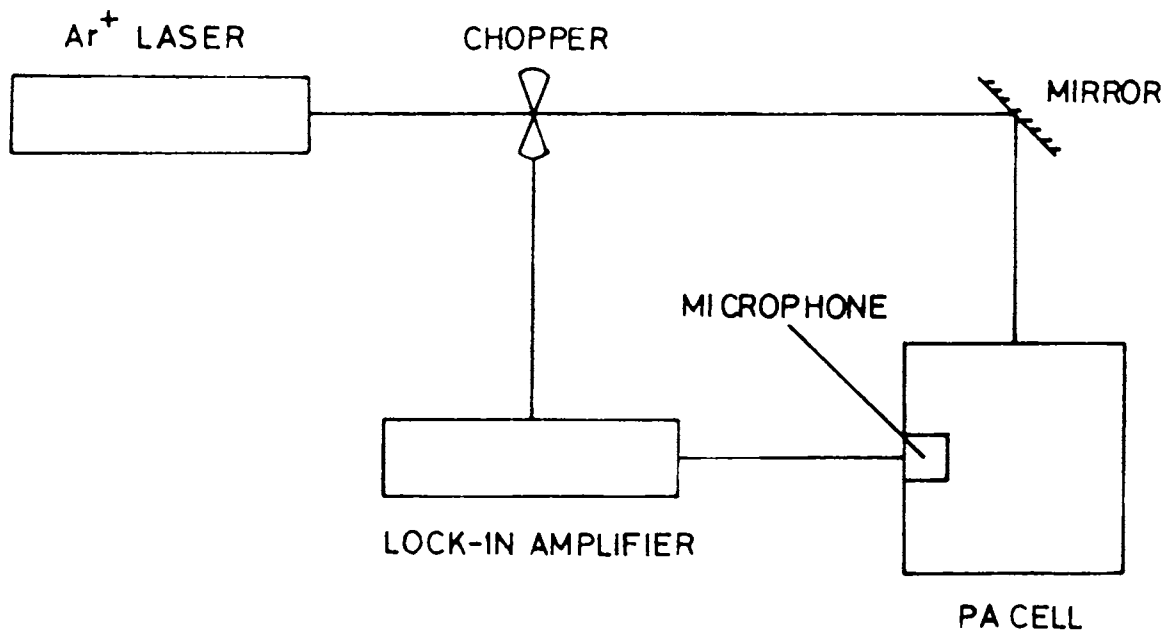 Ar+ LASER
CHOPPER
MIRROR
MICROPHONE
LOCK-IN AMPLIFIER
PA CELL